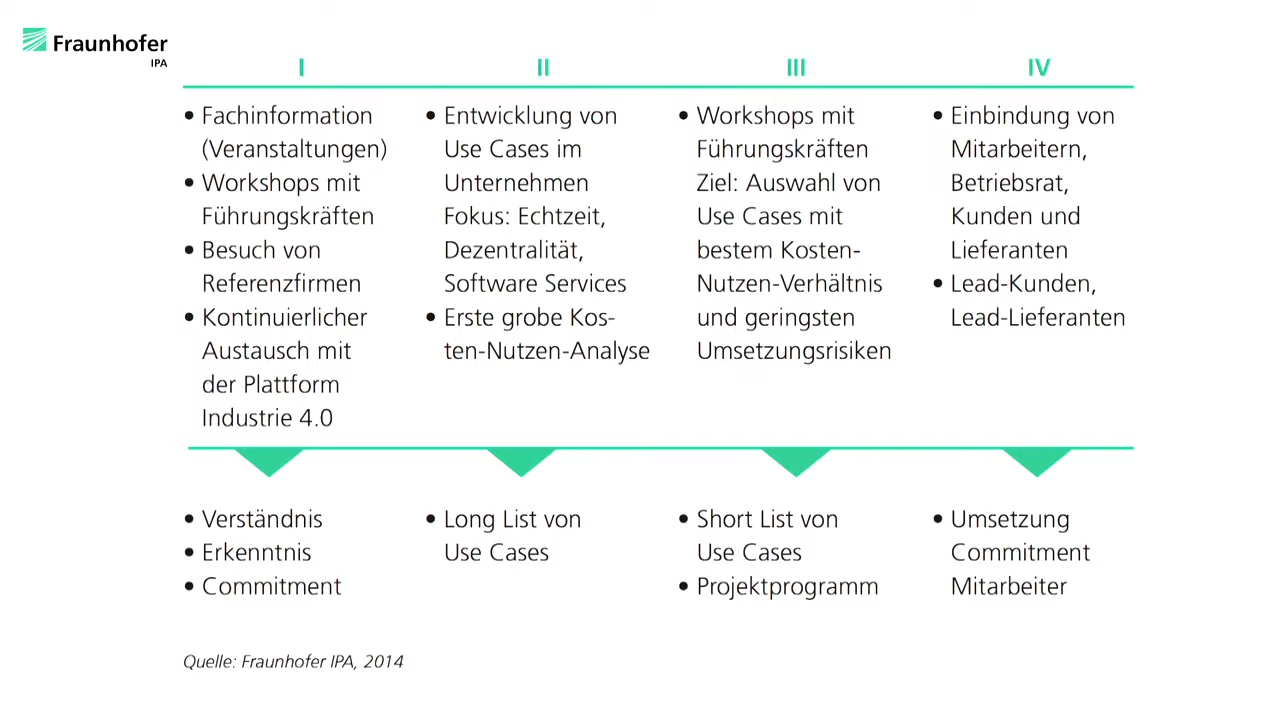 Fraunhofer
IPA
I
II
III
IV
• Fachinformation
(Veranstaltungen)
• Workshops mit
Führungskräften
• Besuch von
Referenzfirmen
• Kontinuierlicher
Austausch mit
der Plattform
Industrie 4.0
• Entwicklung von
Use Cases im
Unternehmen
Fokus: Echtzeit,
Dezentralität,
Software Services
• Erste grobe Kos-
ten-Nutzen-Analyse
• Workshops mit
Führungskräften
Ziel: Auswahl von
Use Cases mit
bestem Kosten-
Nutzen-Verhältnis
und geringsten
Umsetzungsrisiken
• Einbindung von
Mitarbeitern,
Betriebsrat,
Kunden und
Lieferanten
• Lead-Kunden,
Lead-Lieferanten
• Verständnis
• Erkenntnis
• Commitment
• Long List von
Use Cases
• Short List von
Use Cases
• Projektprogramm
• Umsetzung
Commitment
Mitarbeiter
Quelle: Fraunhofer IPA, 2014